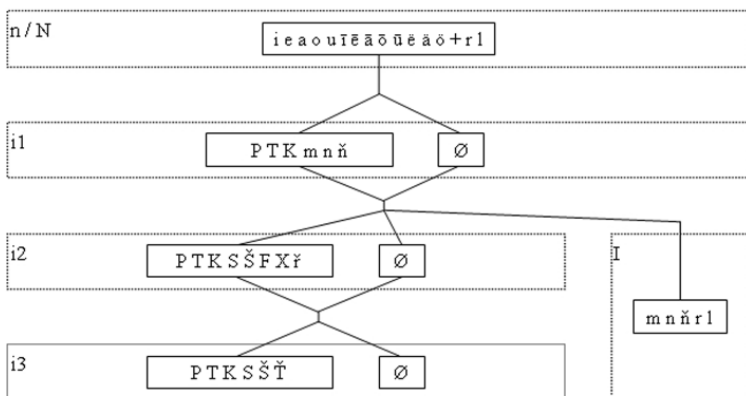 n / N
i e a o u ī ē ā ō ū ë ä ö + r l
i1
P T K m n ň
Ø
i2
P T K S Š F X ř
Ø
I
m n ň r l
i3
P T K S Š Ť
Ø